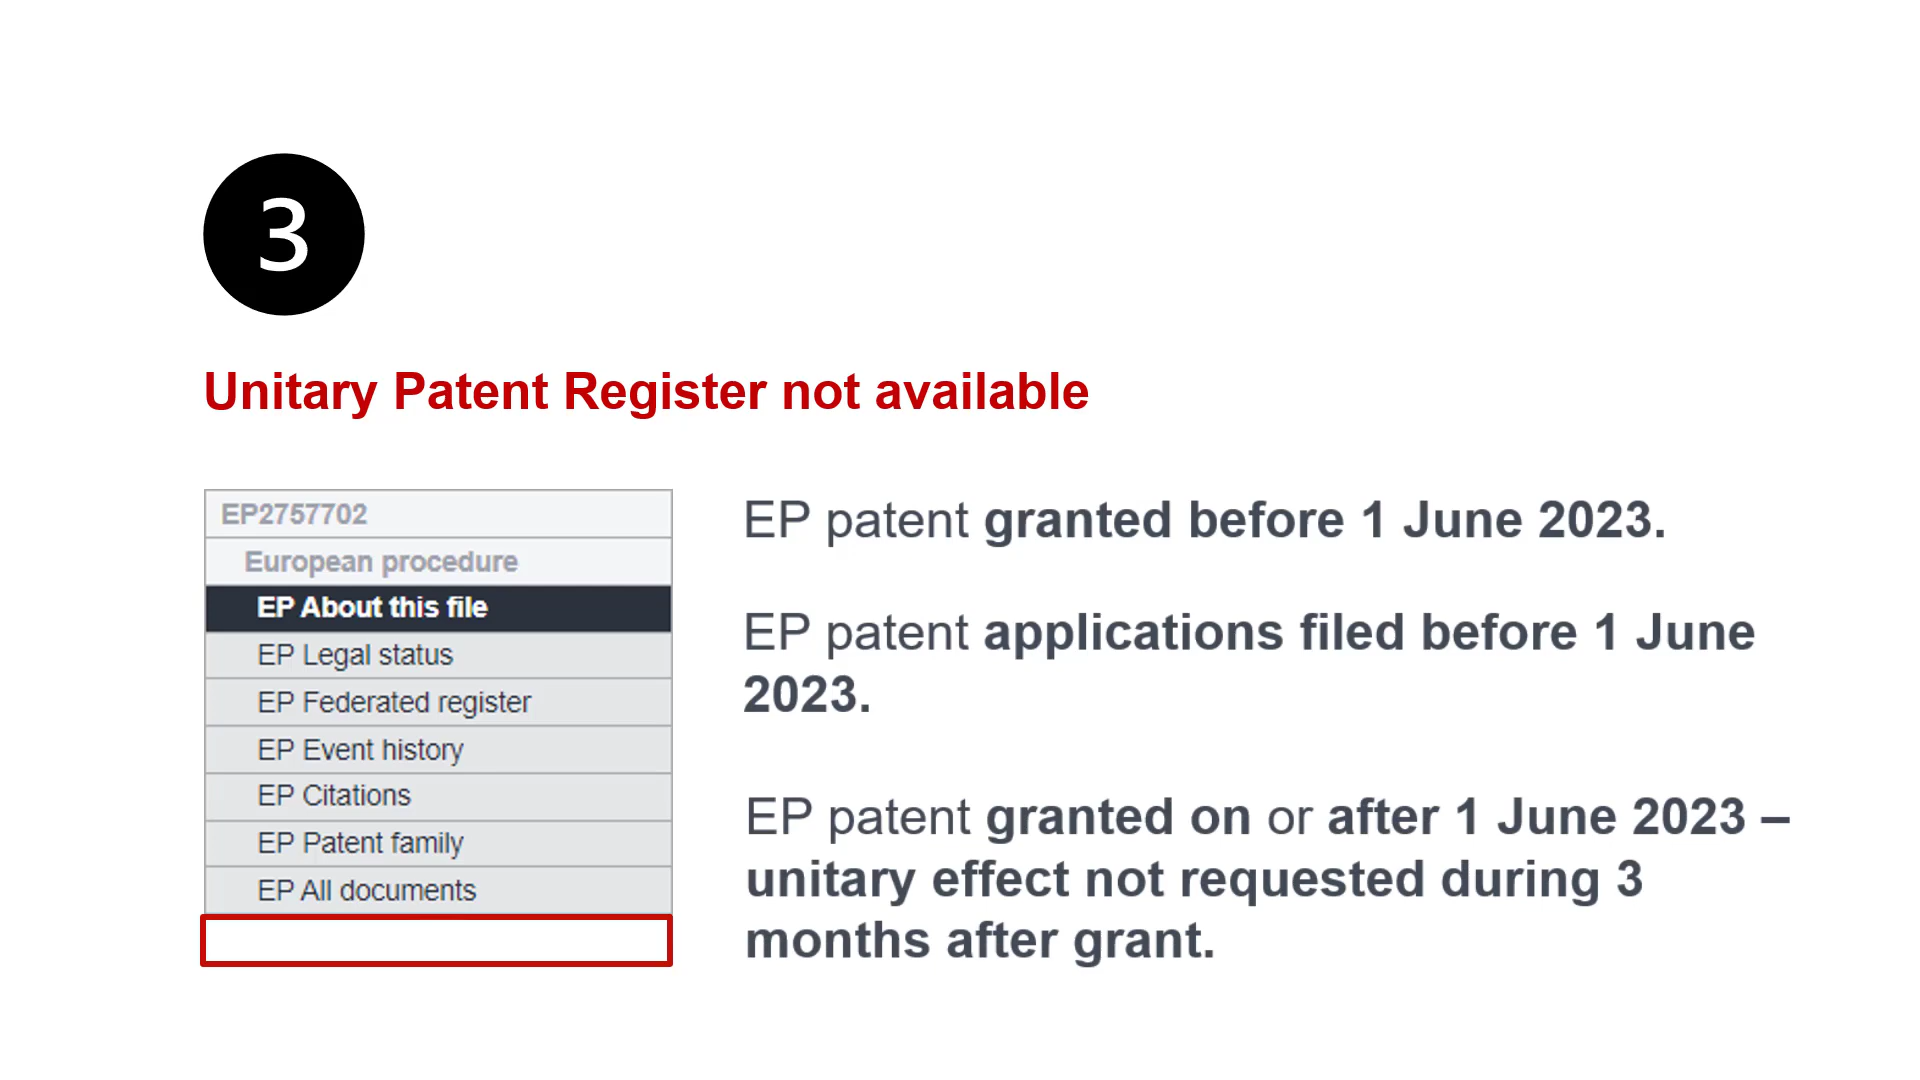 3
Unitary Patent Register not available
EP2757702
European procedure
EP About this file
EP Legal status
EP Federated register
EP Event history
EP Citations
EP Patent family
EP All documents
EP patent granted before 1 June 2023.
EP patent applications filed before 1 June
2023.
EP patent granted on or after 1 June 2023 –
unitary effect not requested during 3
months after grant.